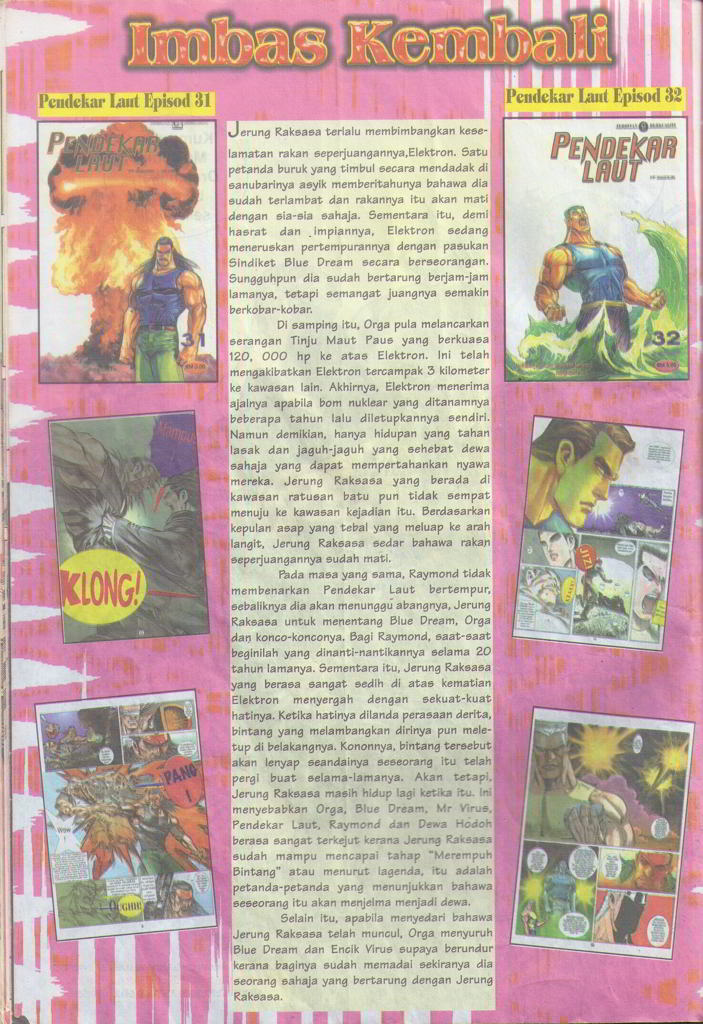 Imbas Kembali
Pendekar Laut Episod 31
PENDEKAR
LAUT
31
RM 3.00
KLONG!
PANG
!
Wow
Jerung Raksasa terlalu membimbangkan kese-
lamatan rakan seperjuangannya,Elektron. Satu
petanda buruk yang timbul secara mendadak di
sanubarinya asyik memberitahunya bahawa dia
sudah terlambat dan rakannya itu akan mati
dengan sia-sia sahaja. Sementara itu, demi
hasrat dan impiannya, Elektron sedang
meneruskan pertempurannya dengan pasukan
Sindiket Blue Dream secara berseorangan.
Sungguhpun dia sudah bertarung berjam-jam
lamanya, tetapi semangat juangnya semakin
berkobar-kobar.
Di samping itu, Orga pula melancarkan
serangan Tinju Maut Paus yang berkuasa
120, 000 hp ke atas Elektron. Ini telah
mengakibatkan Elektron tercampak 3 kilometer
ke kawasan lain. Akhirnya, Elektron menerima
ajalnya apabila bom nuklear yang ditanamnya
beberapa tahun lalu diletupkannya sendiri.
Namun demikian, hanya hidupan yang tahan
lasak dan jaguh-jaguh yang sehebat dewa
sahaja yang dapat mempertahankan nyawa
mereka. Jerung Raksasa yang berada di
kawasan ratusan batu pun tidak sempat
menuju ke kawasan kejadian itu. Berdasarkan
kepulan asap yang tebal yang meluap ke arah
langit, Jerung Raksasa sedar bahawa rakan
seperjuangannya sudah mati.
Pada masa yang sama, Raymond tidak
membenarkan Pendekar Laut bertempur,
sebaliknya dia akan menunggu abangnya, Jerung
Raksasa untuk menentang Blue Dream, Orga
dan konco-konconya. Bagi Raymond, saat-saat
beginilah yang dinanti-nantikannya selama 20
tahun lamanya. Sementara itu, Jerung Raksasa
yang berasa sangat sedih di atas kematian
Elektron menyergah dengan sekuat-kuat
hatinya. Ketika hatinya dilanda perasaan derita,
bintang yang melambangkan dirinya pun mele-
tup di belakangnya. Kononnya, bintang tersebut
akan lenyap seandainya seseorang itu telah
pergi buat selama-lamanya. Akan tetapi,
Jerung Raksasa masih hidup lagi ketika itu. Ini
menyebabkan Orga, Blue Dream, Mr Virus,
Pendekar Laut, Raymond dan Dewa Hodoh
berasa sangat terkejut kerana Jerung Raksasa
sudah mampu mencapai tahap "Merempuh
Bintang" atau menurut lagenda, itu adalah
petanda-petanda yang menunjukkan bahawa
seseorang itu akan menjelma menjadi dewa.
Selain itu, apabila menyedari bahawa
Jerung Raksasa telah muncul, Orga menyuruh
Blue Dream dan Encik Virus supaya berundur
kerana baginya sudah memadai sekiranya dia
seorang sahaja yang bertarung dengan Jerung
Raksasa.
Pendekar Laut Episod 32
PENDEKAR
LAUT
32